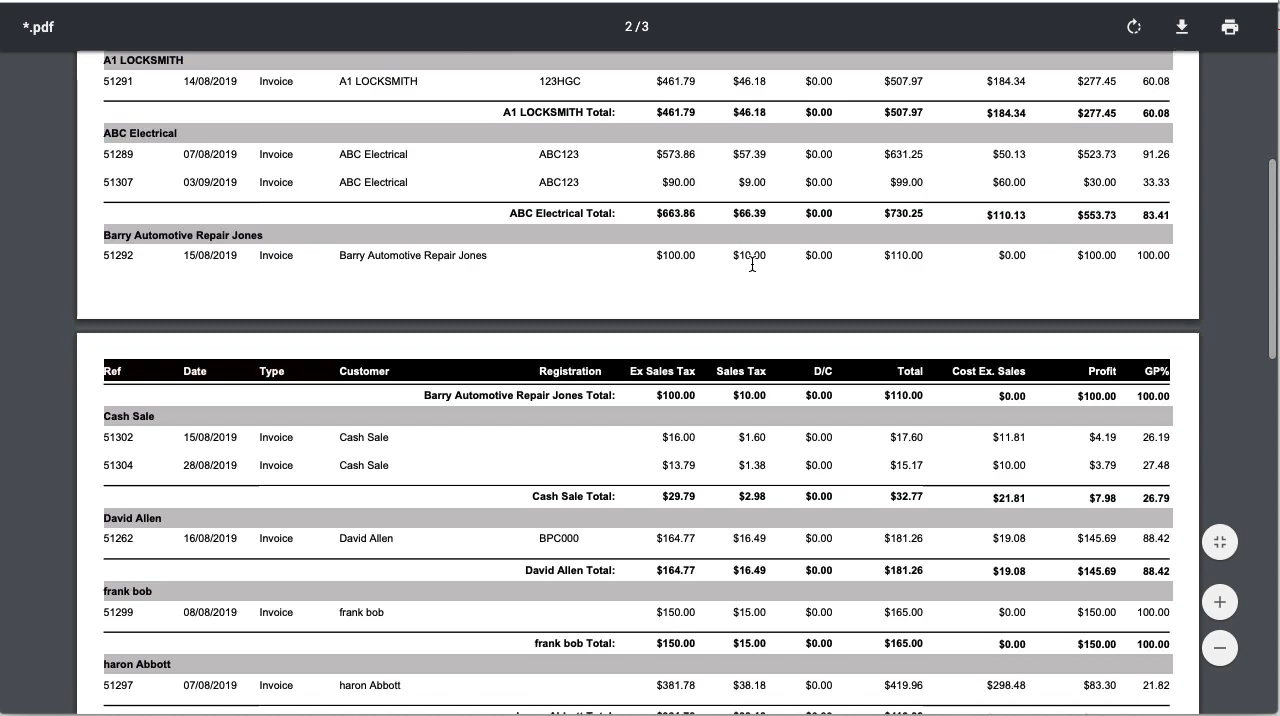 *.pdf 2 / 3
A1 LOCKSMITH
51291 14/08/2019 Invoice A1 LOCKSMITH 123HGC $461.79 $46.18 $0.00 $507.97 $184.34 $277.45 60.08
A1 LOCKSMITH Total: $461.79 $46.18 $0.00 $507.97 $184.34 $277.45 60.08
ABC Electrical
51289 07/08/2019 Invoice ABC Electrical ABC123 $573.86 $57.39 $0.00 $631.25 $50.13 $523.73 91.26
51307 03/09/2019 Invoice ABC Electrical ABC123 $90.00 $9.00 $0.00 $99.00 $60.00 $30.00 33.33
ABC Electrical Total: $663.86 $66.39 $0.00 $730.25 $110.13 $553.73 83.41
Barry Automotive Repair Jones
51292 15/08/2019 Invoice Barry Automotive Repair Jones $100.00 $10.00 $0.00 $110.00 $0.00 $100.00 100.00
Ref Date Type Customer Registration Ex Sales Tax Sales Tax D/C Total Cost Ex. Sales Profit GP%
Barry Automotive Repair Jones Total: $100.00 $10.00 $0.00 $110.00 $0.00 $100.00 100.00
Cash Sale
51302 15/08/2019 Invoice Cash Sale $16.00 $1.60 $0.00 $17.60 $11.81 $4.19 26.19
51304 28/08/2019 Invoice Cash Sale $13.79 $1.38 $0.00 $15.17 $10.00 $3.79 27.48
Cash Sale Total: $29.79 $2.98 $0.00 $32.77 $21.81 $7.98 26.79
David Allen
51262 16/08/2019 Invoice David Allen BPC000 $164.77 $16.49 $0.00 $181.26 $19.08 $145.69 88.42
David Allen Total: $164.77 $16.49 $0.00 $181.26 $19.08 $145.69 88.42
frank bob
51299 08/08/2019 Invoice frank bob $150.00 $15.00 $0.00 $165.00 $0.00 $150.00 100.00
frank bob Total: $150.00 $15.00 $0.00 $165.00 $0.00 $150.00 100.00
haron Abbott
51297 07/08/2019 Invoice haron Abbott $381.78 $38.18 $0.00 $419.96 $298.48 $83.30 21.82